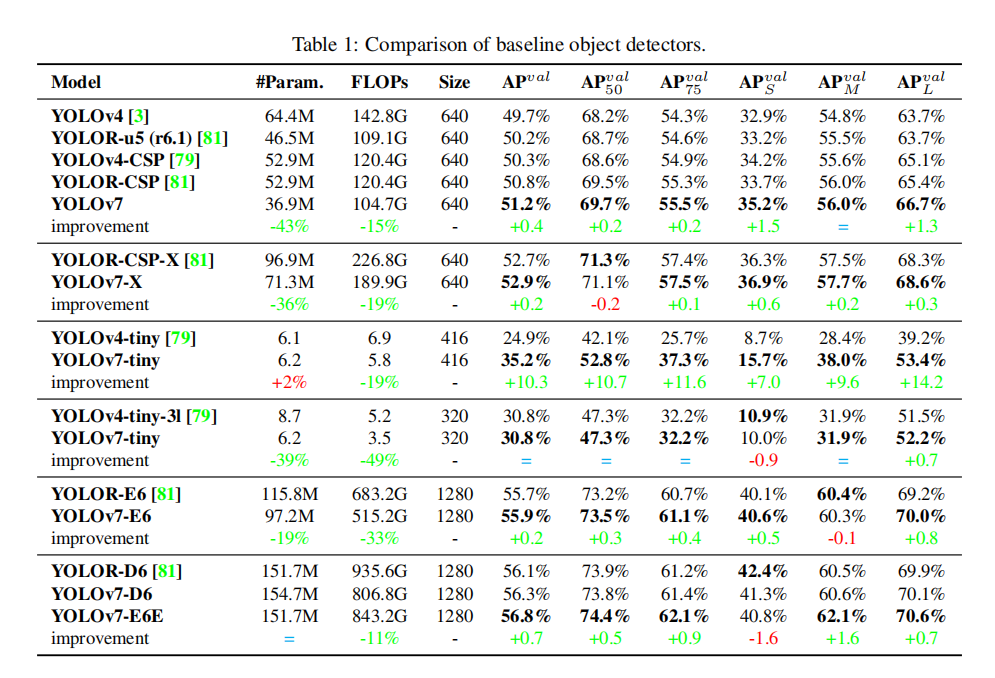 Table 1: Comparison of baseline object detectors.
Model #Param. FLOPs Size AP^val AP_50^val AP_75^val AP_S^val AP_M^val AP_L^val
YOLOv4 [3] 64.4M 142.8G 640 49.7% 68.2% 54.3% 32.9% 54.8% 63.7%
YOLOR-u5 (r6.1) [81] 46.5M 109.1G 640 50.2% 68.7% 54.6% 33.2% 55.5% 63.7%
YOLOv4-CSP [79] 52.9M 120.4G 640 50.3% 68.6% 54.9% 34.2% 55.6% 65.1%
YOLOR-CSP [81] 52.9M 120.4G 640 50.8% 69.5% 55.3% 33.7% 56.0% 65.4%
YOLOv7 36.9M 104.7G 640 51.2% 69.7% 55.5% 35.2% 56.0% 66.7%
improvement -43% -15% - +0.4 +0.2 +0.2 +1.5 = +1.3
YOLOR-CSP-X [81] 96.9M 226.8G 640 52.7% 71.3% 57.4% 36.3% 57.5% 68.3%
YOLOv7-X 71.3M 189.9G 640 52.9% 71.1% 57.5% 36.9% 57.7% 68.6%
improvement -36% -19% - +0.2 -0.2 +0.1 +0.6 +0.2 +0.3
YOLOv4-tiny [79] 6.1 6.9 416 24.9% 42.1% 25.7% 8.7% 28.4% 39.2%
YOLOv7-tiny 6.2 5.8 416 35.2% 52.8% 37.3% 15.7% 38.0% 53.4%
improvement +2% -19% - +10.3 +10.7 +11.6 +7.0 +9.6 +14.2
YOLOv4-tiny-3l [79] 8.7 5.2 320 30.8% 47.3% 32.2% 10.9% 31.9% 51.5%
YOLOv7-tiny 6.2 3.5 320 30.8% 47.3% 32.2% 10.0% 31.9% 52.2%
improvement -39% -49% - = = = -0.9 = +0.7
YOLOR-E6 [81] 115.8M 683.2G 1280 55.7% 73.2% 60.7% 40.1% 60.4% 69.2%
YOLOv7-E6 97.2M 515.2G 1280 55.9% 73.5% 61.1% 40.6% 60.3% 70.0%
improvement -19% -33% - +0.2 +0.3 +0.4 +0.5 -0.1 +0.8
YOLOR-D6 [81] 151.7M 935.6G 1280 56.1% 73.9% 61.2% 42.4% 60.5% 69.9%
YOLOv7-D6 154.7M 806.8G 1280 56.3% 73.8% 61.4% 41.3% 60.6% 70.1%
YOLOv7-E6E 151.7M 843.2G 1280 56.8% 74.4% 62.1% 40.8% 62.1% 70.6%
improvement = -11% - +0.7 +0.5 +0.9 -1.6 +1.6 +0.7